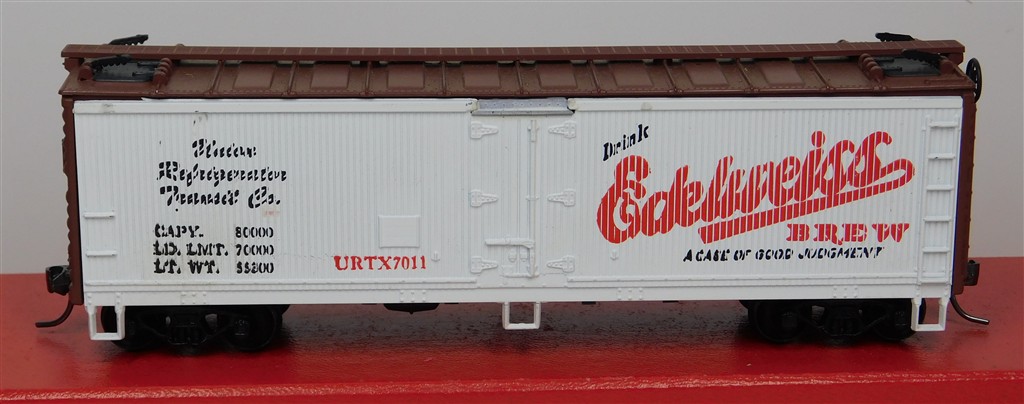 Union
Refrigerator
Transit Co.
CAPY. 80000
LD. LMT. 70000
LT. WT. 55800
URTX7011
Drink
Edelweiss
BREW
A CASE OF GOOD JUDGMENT